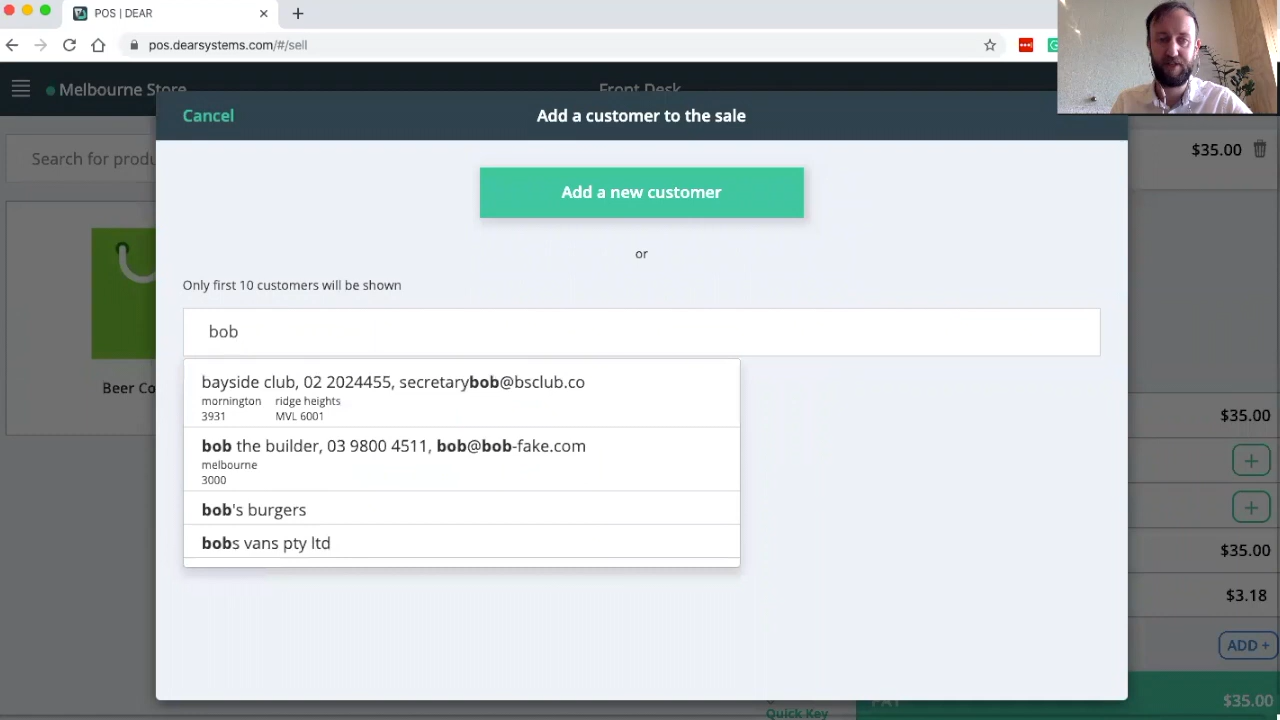 POS | DEAR
pos.dearsystems.com/#/sell
Melbourne Store
Front Desk
Cancel
Add a customer to the sale
Search for produ
$35.00
Add a new customer
or
Only first 10 customers will be shown
bob
bayside club, 02 2024455, secretarybob@bsclub.co
mornington ridge heights
3931 MVL 6001
Beer Co
$35.00
bob the builder, 03 9800 4511, bob@bob-fake.com
melbourne
3000
bob's burgers
bobs vans pty ltd
$35.00
$3.18
ADD +
PAY
$35.00
Quick Key